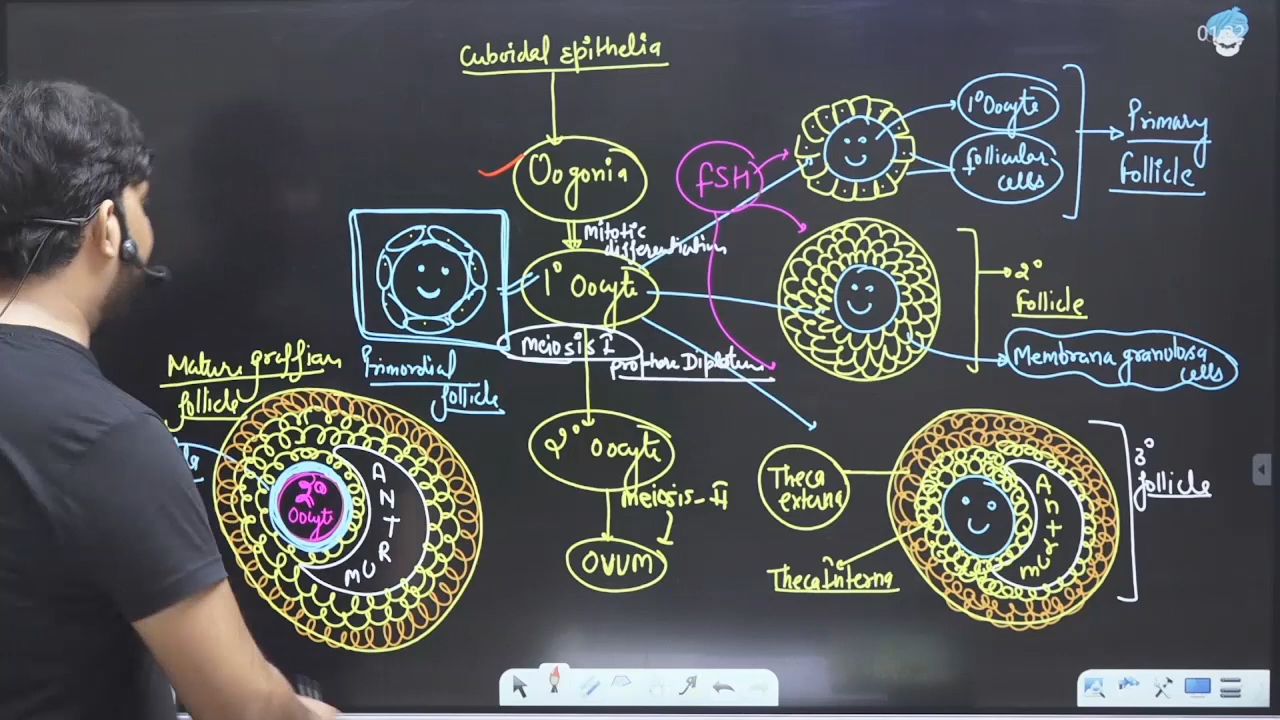 01:32
Cuboidal Epithelia
Oogonia
mitotic
differentiation
1° Oocyte
Meiosis I
prophase Diplotene
2° Oocyte
Meiosis-II
OVUM
FSH
1° Oocyte
follicular
cells
Primary
Follicle
2°
Follicle
Membrana granulosa
cells
3°
follicle
Theca
externa
Theca Interna
ANTRUM
Primordial
follicle
Mature graffian
follicle
Oocyte
ANTRUM